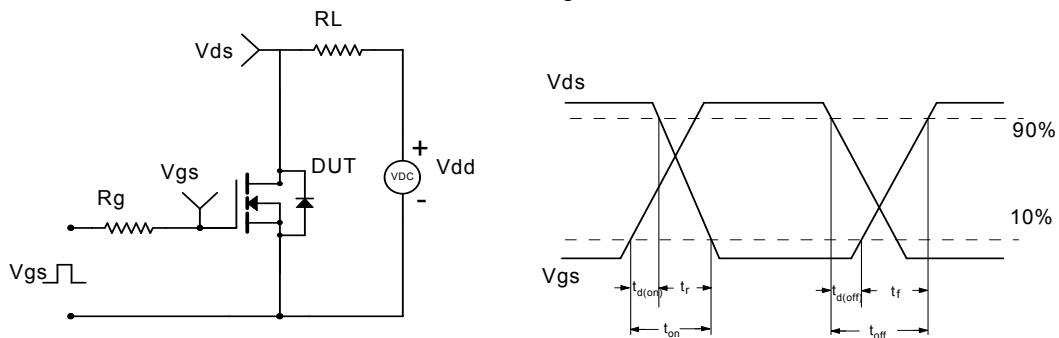 RL
Vds
Vgs
Rg
DUT
+
VDC
Vdd
-
Vgs
Vds
90%
10%
Vgs
td(on)
tr
td(off)
tf
ton
toff